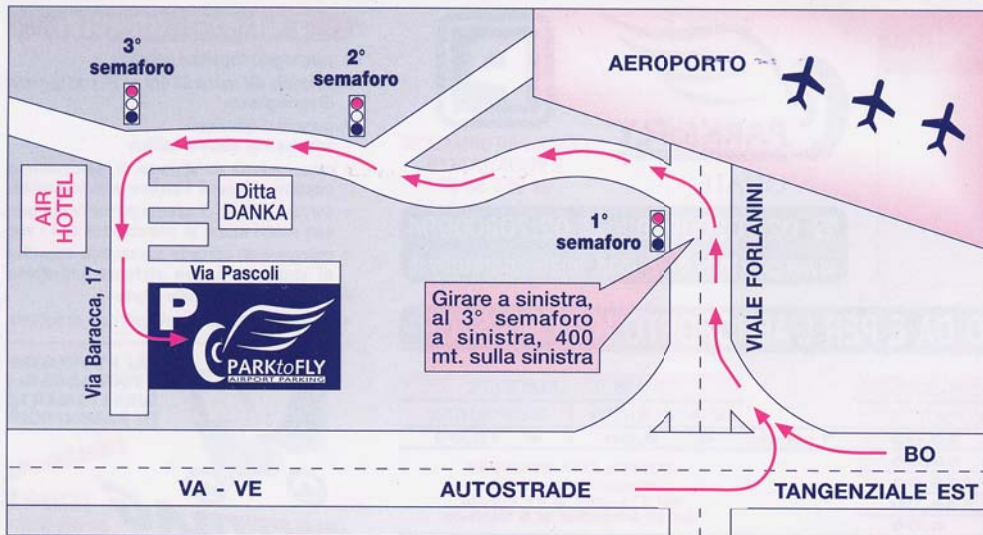 3°
semaforo
2°
semaforo
AEROPORTO
AIR
HOTEL
Ditta
DANKA
1°
semaforo
Via Pascoli
P
PARKtoFLY
AIRPORT PARKING
Via Baracca, 17
Girare a sinistra,
al 3° semaforo
a sinistra, 400
mt. sulla sinistra
VIALE FORLANINI
BO
VA - VE
AUTOSTRADE
TANGENZIALE EST